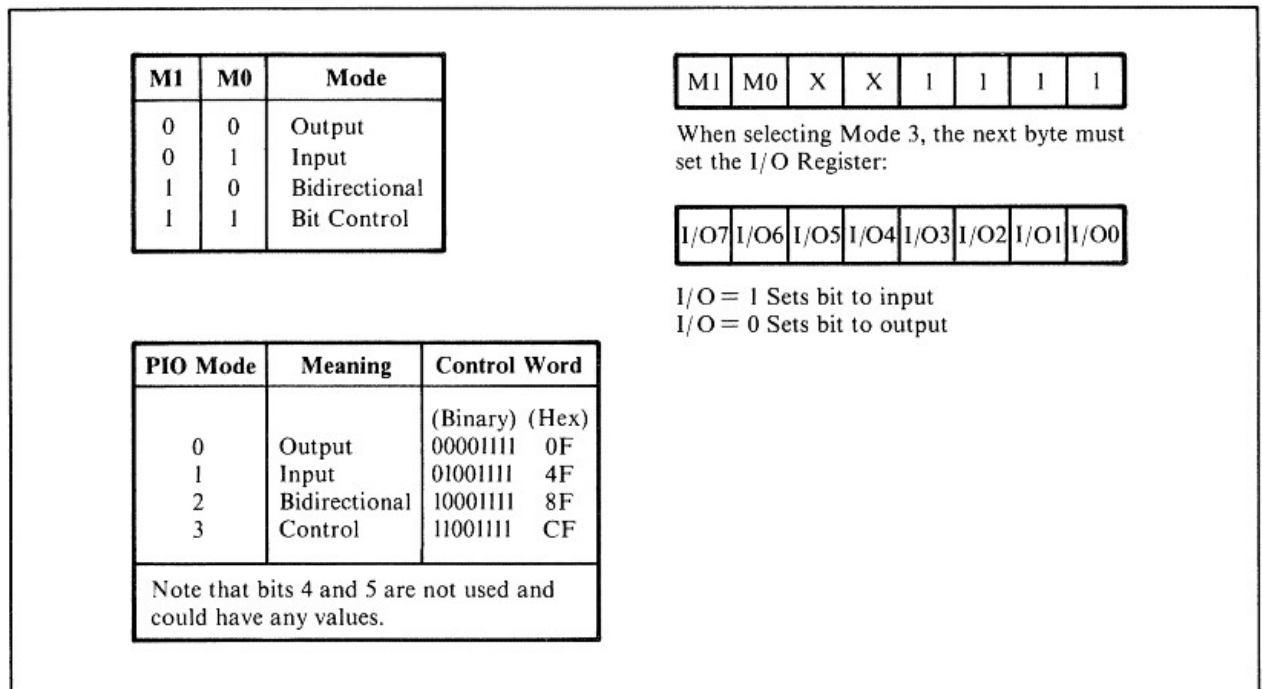 M1 M0 Mode
0 0 Output
0 1 Input
1 0 Bidirectional
1 1 Bit Control
M1 M0 X X 1 1 1 1
When selecting Mode 3, the next byte must
set the I/O Register:
I/O7 I/O6 I/O5 I/O4 I/O3 I/O2 I/O1 I/O0
I/O = 1 Sets bit to input
I/O = 0 Sets bit to output
PIO Mode Meaning Control Word
(Binary) (Hex)
0 Output 00001111 0F
1 Input 01001111 4F
2 Bidirectional 10001111 8F
3 Control 11001111 CF
Note that bits 4 and 5 are not used and
could have any values.